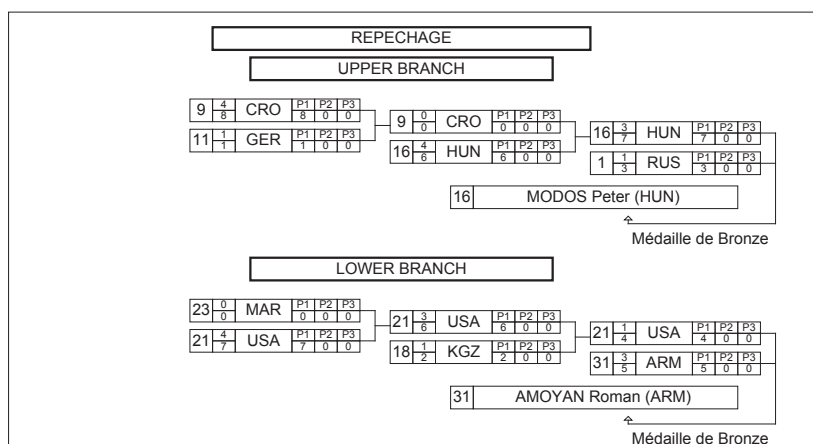 REPECHAGE
UPPER BRANCH
9 4 8 CRO P1 P2 P3 8 0 0
11 1 1 GER P1 P2 P3 1 0 0
9 0 0 CRO P1 P2 P3 0 0 0
16 4 6 HUN P1 P2 P3 6 0 0
16 3 7 HUN P1 P2 P3 7 0 0
1 1 3 RUS P1 P2 P3 3 0 0
16 MODOS Peter (HUN)
Médaille de Bronze
LOWER BRANCH
23 0 0 MAR P1 P2 P3 0 0 0
21 4 7 USA P1 P2 P3 7 0 0
21 3 6 USA P1 P2 P3 6 0 0
18 1 2 KGZ P1 P2 P3 2 0 0
21 1 4 USA P1 P2 P3 4 0 0
31 3 5 ARM P1 P2 P3 5 0 0
31 AMOYAN Roman (ARM)
Médaille de Bronze